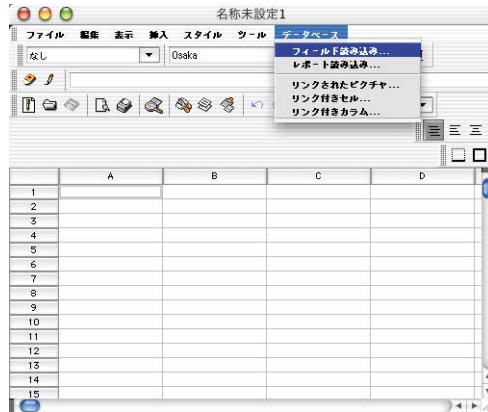 名称未設定1
ファイル 編集 表示 挿入 スタイル ツール データベース
なし Osaka
フィールド読み込み...
レポート読み込み...
リンクされたピクチャ...
リンク付きセル...
リンク付きカラム...
A B C D
1
2
3
4
5
6
7
8
9
10
11
12
13
14
15